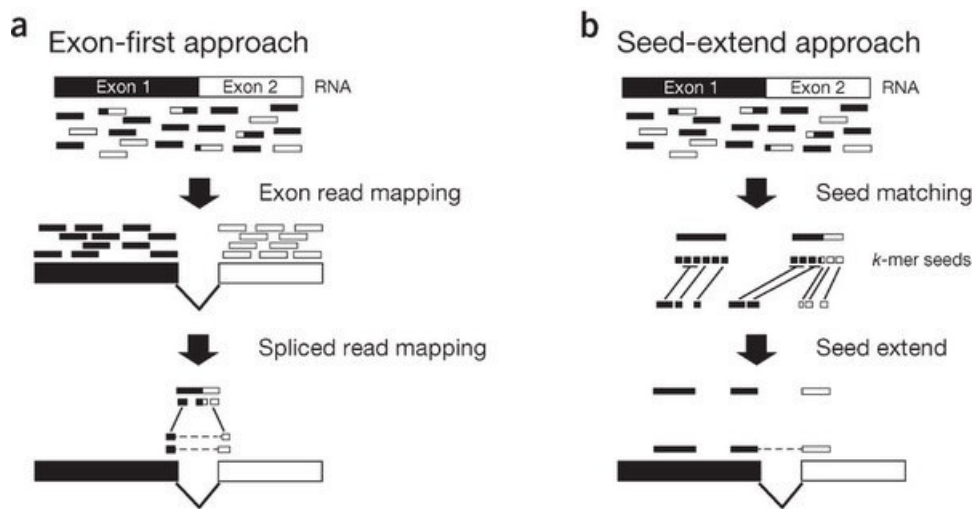 a Exon-first approach
Exon 1 Exon 2 RNA
Exon read mapping
Spliced read mapping
b Seed-extend approach
Exon 1 Exon 2 RNA
Seed matching
k-mer seeds
Seed extend